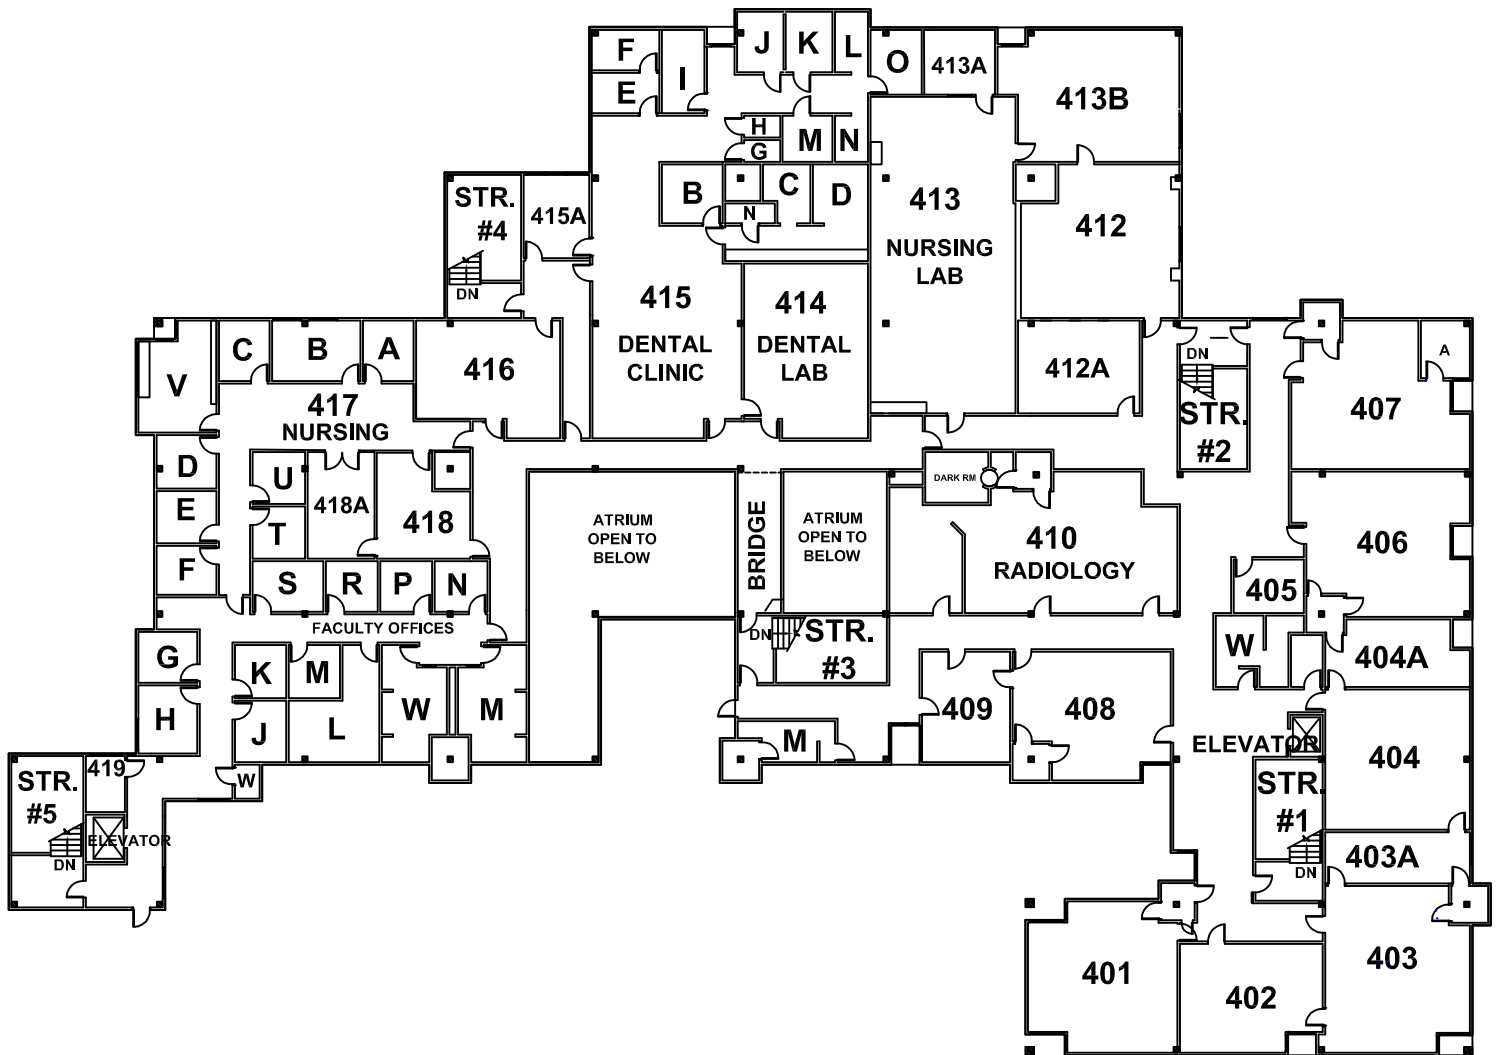 J
K
L
F
O
413A
I
E
413B
H
M
N
G
STR.
#4
DN
415A
B
C
D
N
413
NURSING
LAB
412
415
DENTAL
CLINIC
414
DENTAL
LAB
C
B
A
V
416
412A
DN
STR.
#2
407
A
417
NURSING
D
U
418A
418
E
T
F
S
R
P
N
FACULTY OFFICES
ATRIUM
OPEN TO
BELOW
BRIDGE
ATRIUM
OPEN TO
BELOW
DARK RM
410
RADIOLOGY
406
405
DN
STR.
#3
W
404A
G
K
M
H
J
L
W
M
M
409
408
ELEVATOR
404
STR.
#5
DN
419
ELEVATOR
W
STR.
#1
DN
403A
401
402
403